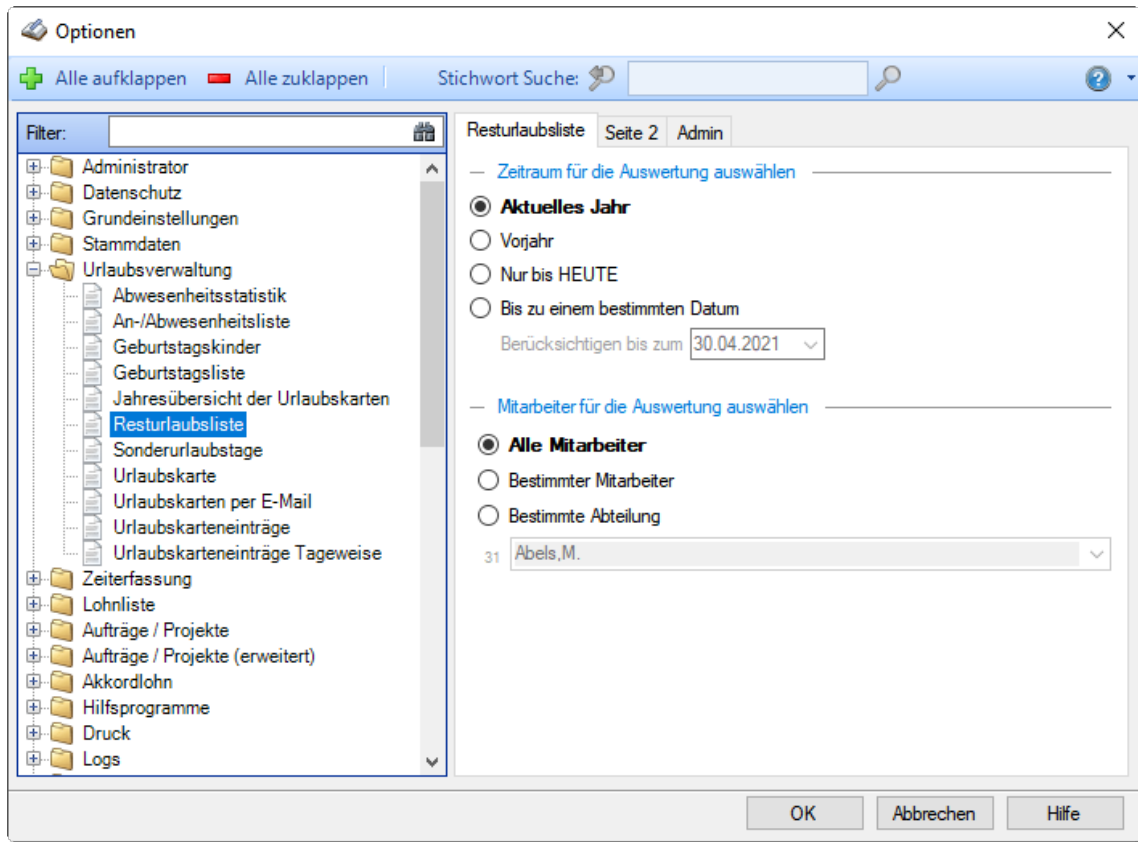 Optionen
Alle aufklappen Alle zuklappen Stichwort Suche:
Filter:
Administrator
Datenschutz
Grundeinstellungen
Stammdaten
Urlaubsverwaltung
Abwesenheitsstatistik
An-/Abwesenheitsliste
Geburtstagskinder
Geburtstagsliste
Jahresübersicht der Urlaubskarten
Resturlaubsliste
Sonderurlaubstage
Urlaubskarte
Urlaubskarten per E-Mail
Urlaubskarteneinträge
Urlaubskarteneinträge Tageweise
Zeiterfassung
Lohnliste
Aufträge / Projekte
Aufträge / Projekte (erweitert)
Akkordlohn
Hilfsprogramme
Druck
Logs
Resturlaubsliste Seite 2 Admin
Zeitraum für die Auswertung auswählen
Aktuelles Jahr
Vorjahr
Nur bis HEUTE
Bis zu einem bestimmten Datum
Berücksichtigen bis zum 30.04.2021
Mitarbeiter für die Auswertung auswählen
Alle Mitarbeiter
Bestimmter Mitarbeiter
Bestimmte Abteilung
31 Abels,M.
OK Abbrechen Hilfe